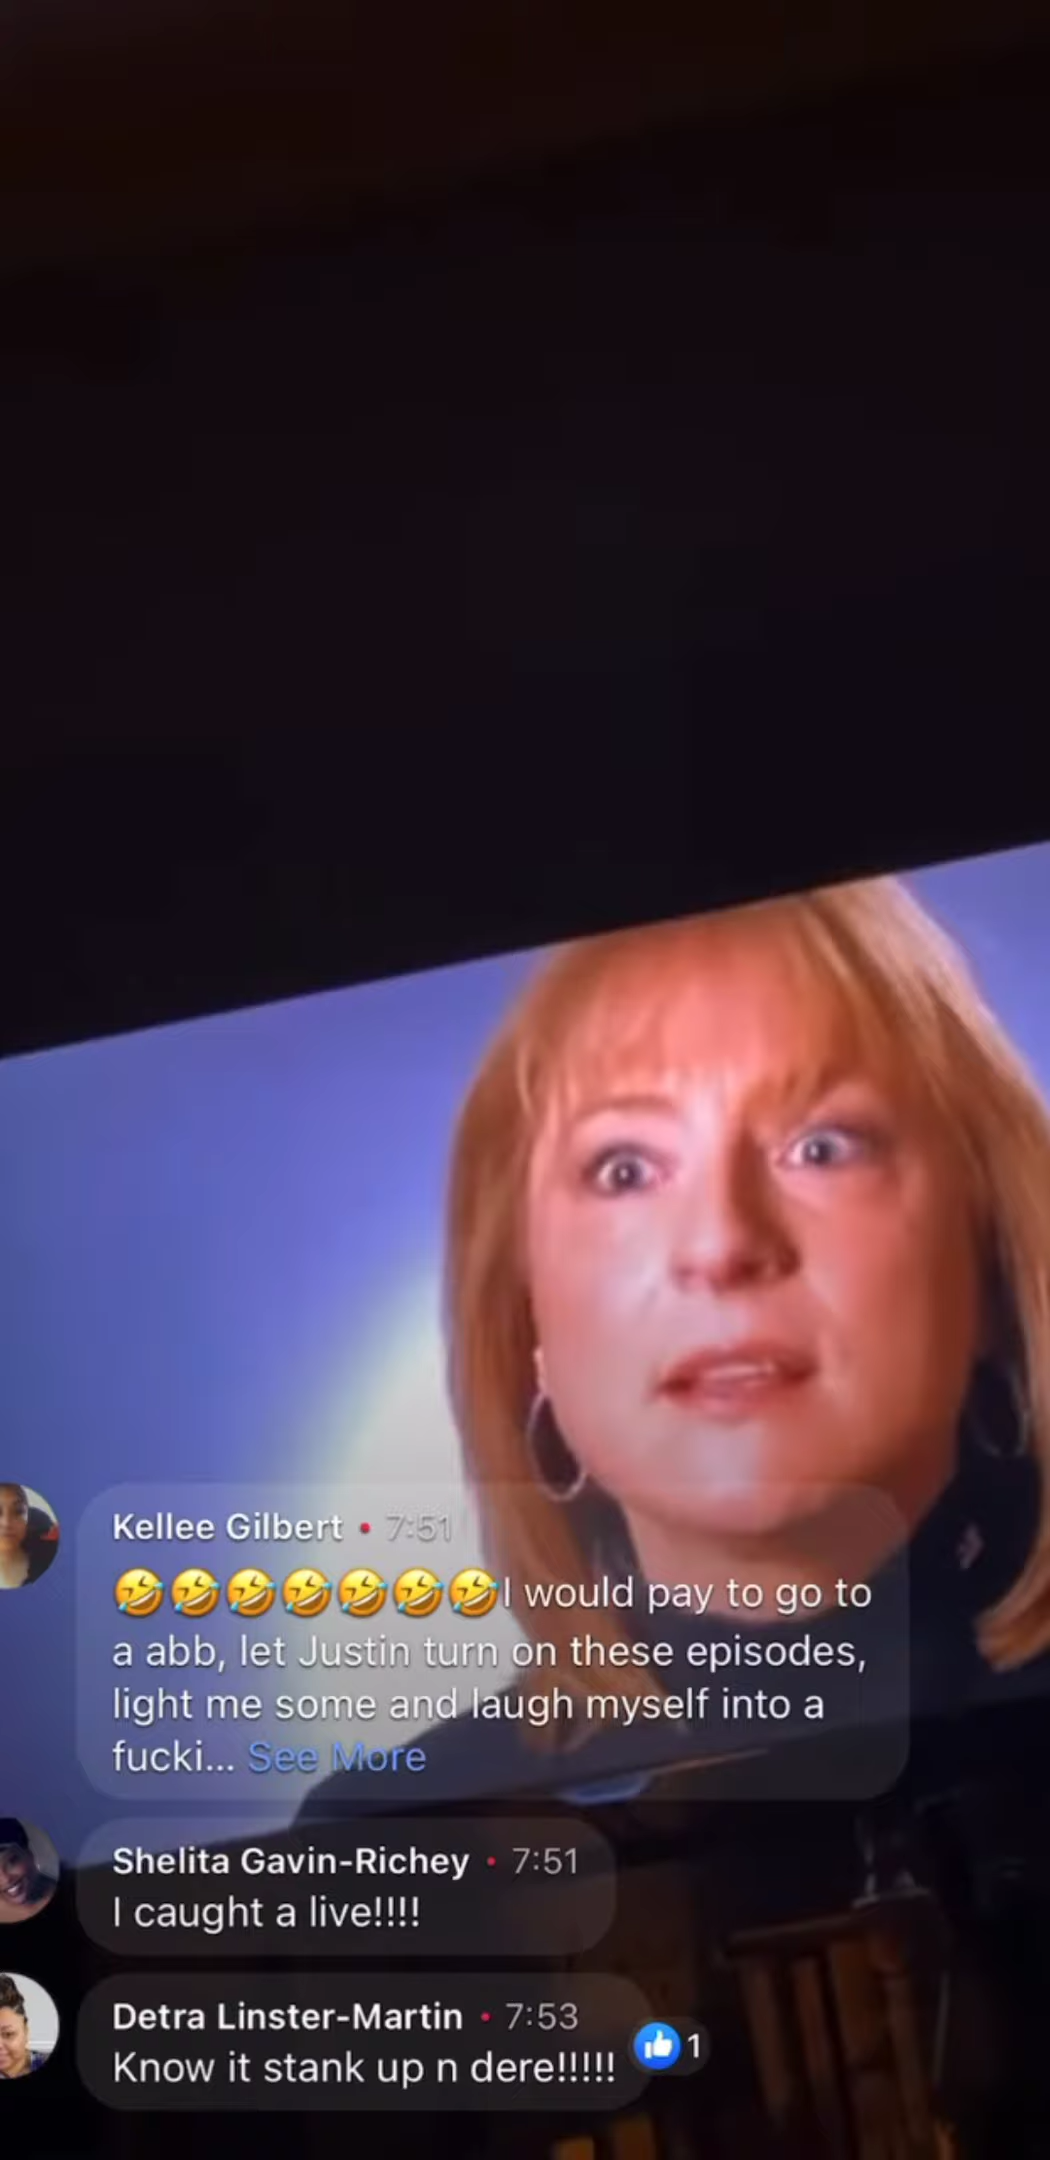 Kellee Gilbert • 7:51
🤣🤣🤣🤣🤣🤣🤣I would pay to go to
a abb, let Justin turn on these episodes,
light me some and laugh myself into a
fucki... See More
Shelita Gavin-Richey • 7:51
I caught a live!!!!
Detra Linster-Martin • 7:53
Know it stank up n dere!!!!!
1